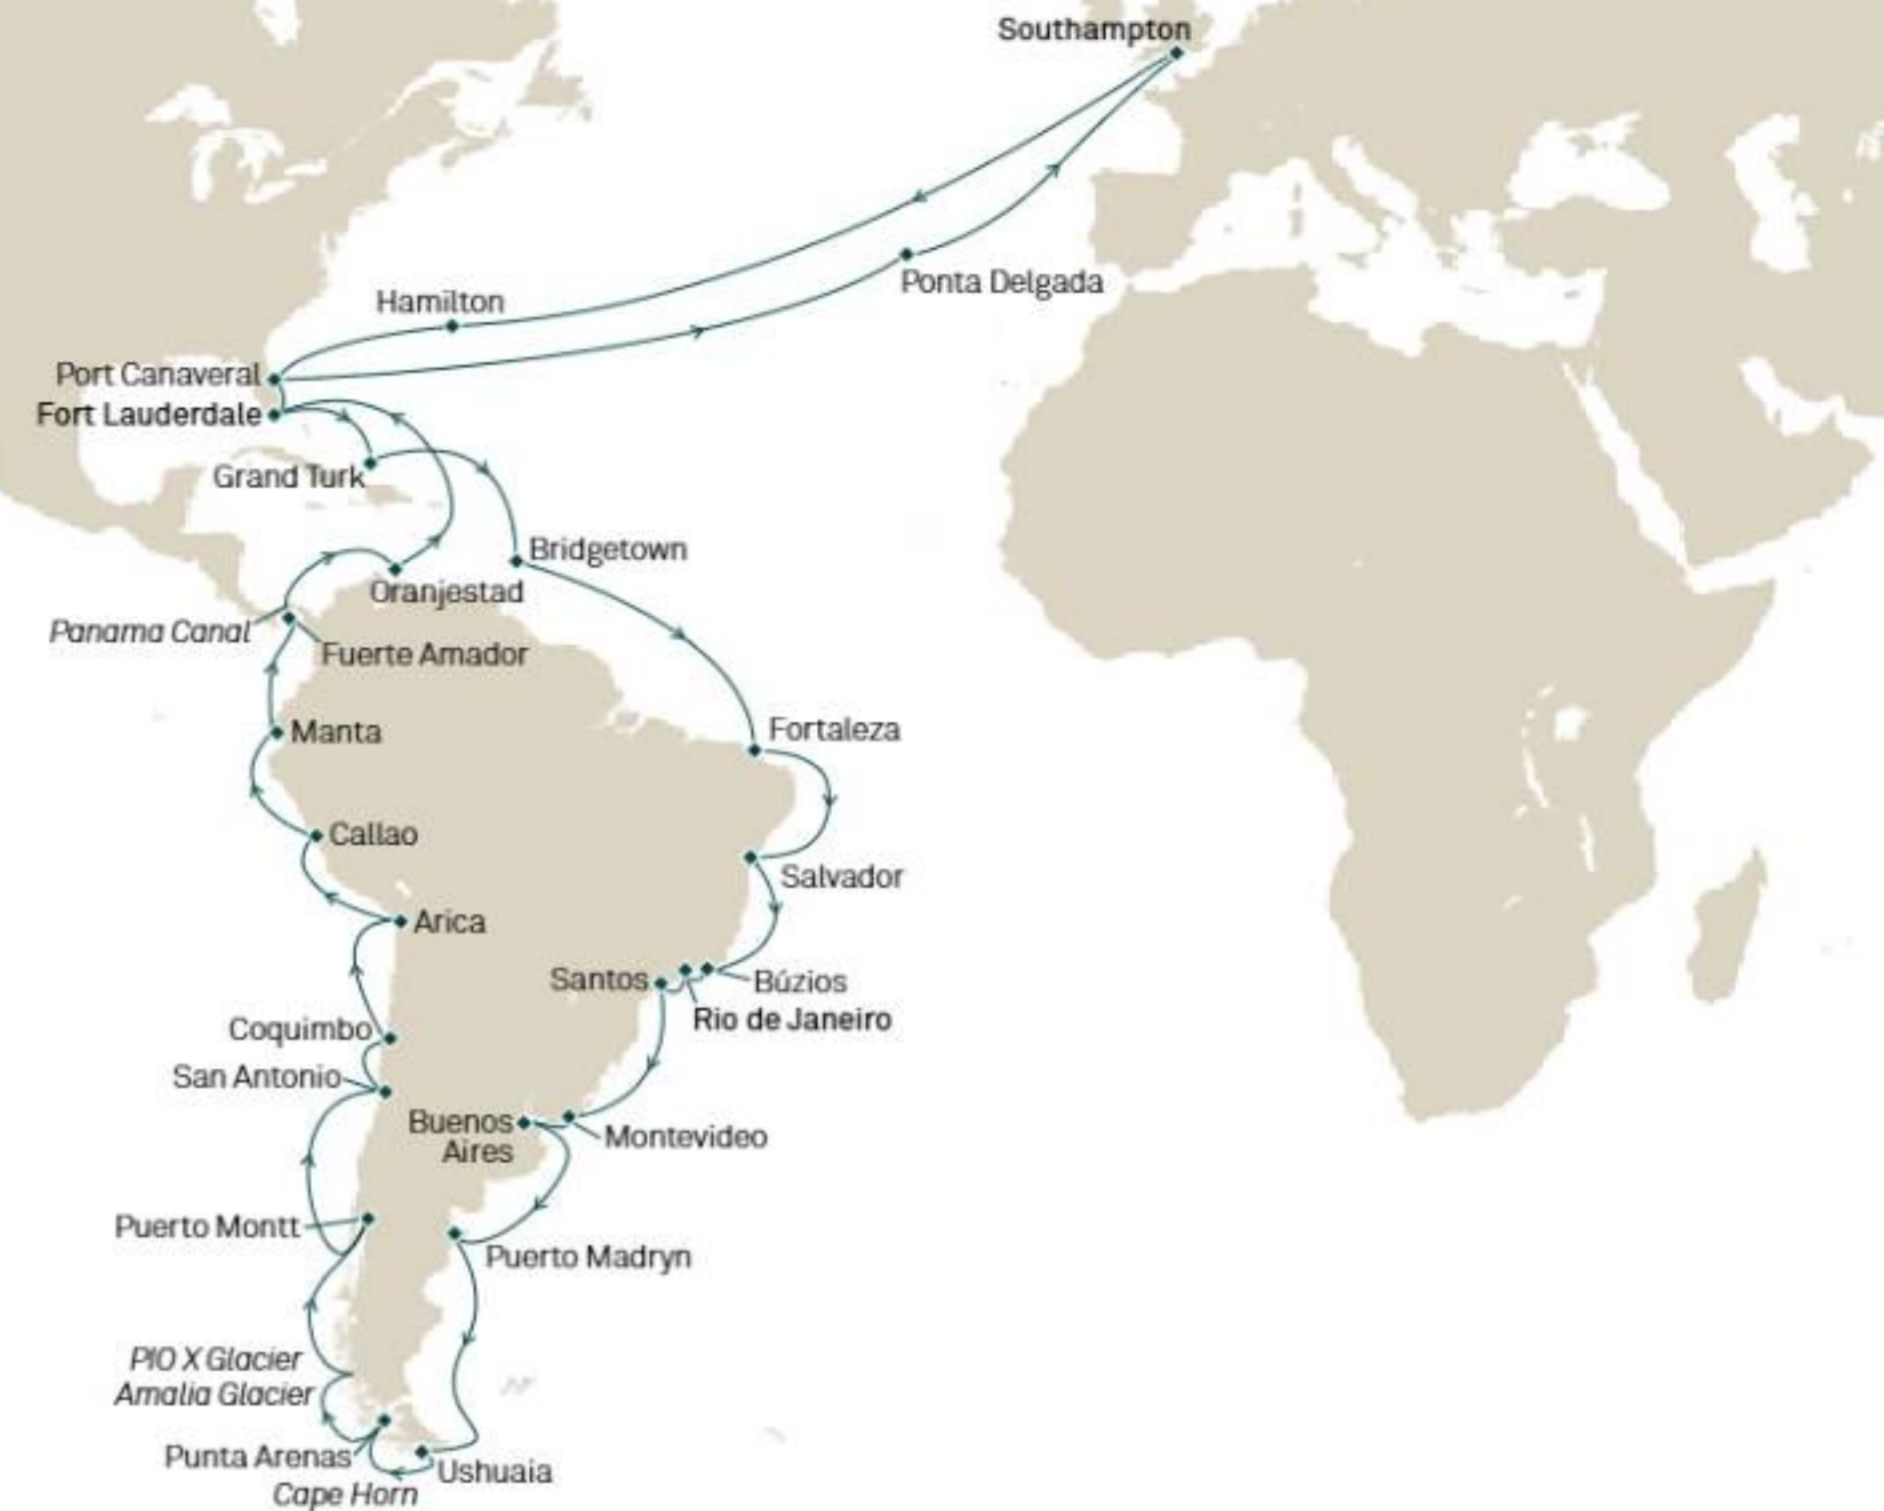 Southampton
Ponta Delgada
Hamilton
Port Canaveral
Fort Lauderdale
Grand Turk
Bridgetown
Oranjestad
Panama Canal
Fuerte Amador
Manta
Fortaleza
Callao
Salvador
Arica
Santos
Búzios
Rio de Janeiro
Coquimbo
San Antonio
Buenos
Aires
Montevideo
Puerto Montt
Puerto Madryn
PIO X Glacier
Amalia Glacier
Punta Arenas
Ushuaia
Cape Horn